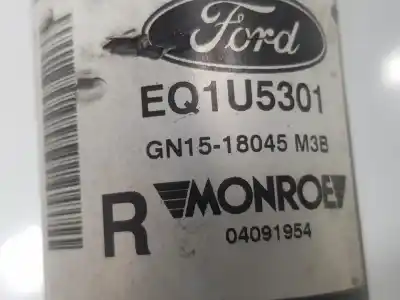 Ford
EQ1U5301
GN15-18045 M3B
R MONROE
04091954